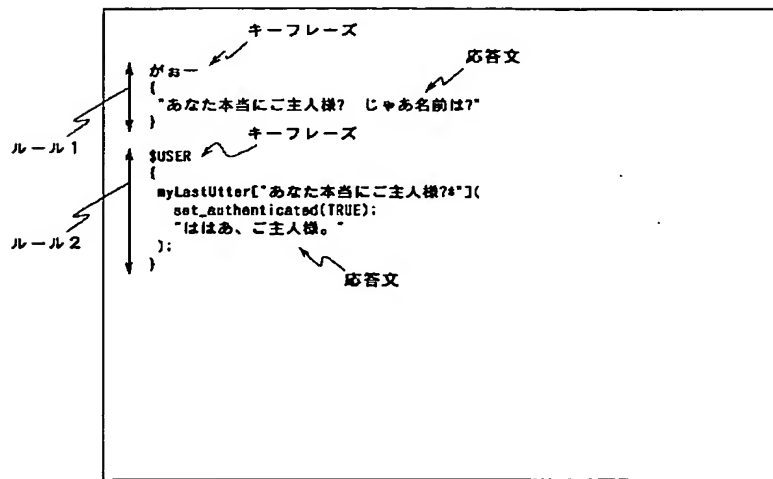 キーフレーズ
がぉー
応答文
{
"あなた本当にご主人様? じゃあ名前は?"
}
ルール1
キーフレーズ
$USER
{
myLastUtter["あなた本当にご主人様?*"](
set_authenticated(TRUE);
"ははあ、ご主人様。"
);
}
ルール2
応答文